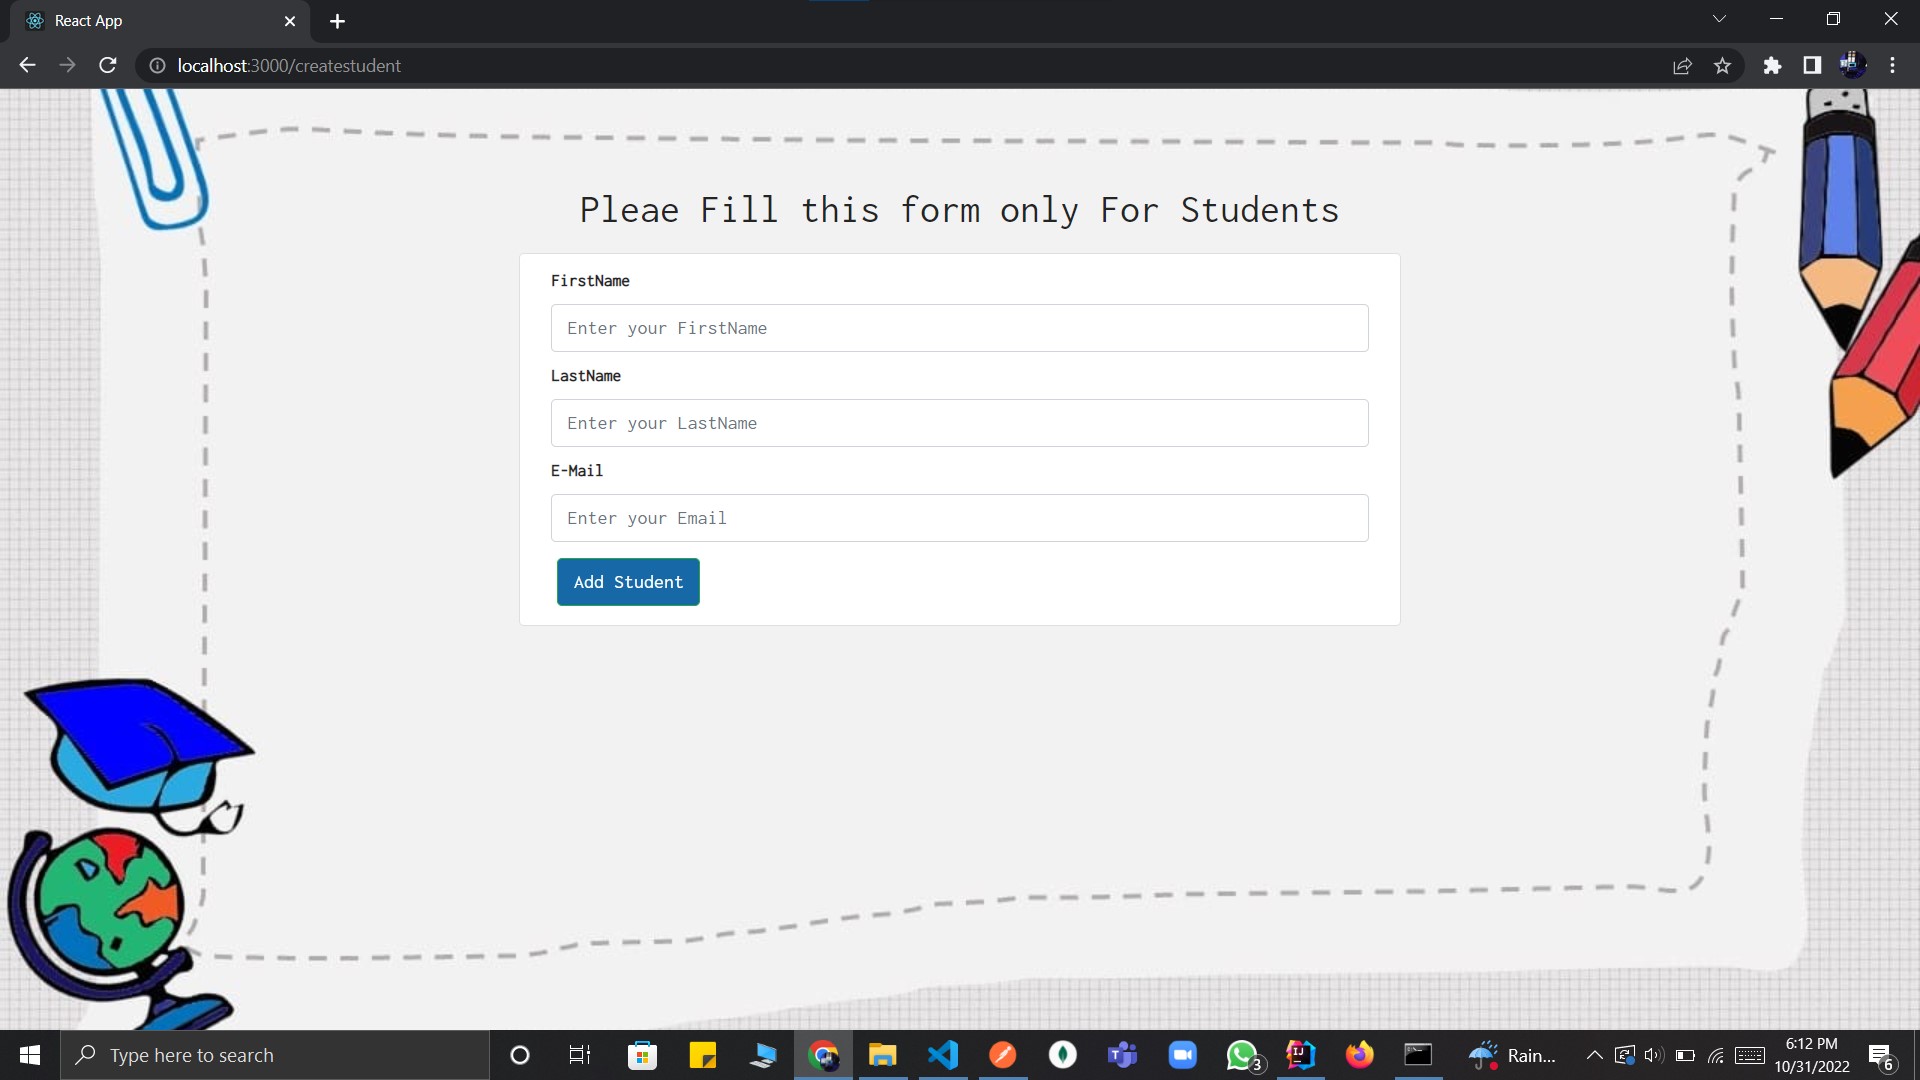 React App
localhost:3000/createstudent
Pleae Fill this form only For Students
FirstName
Enter your FirstName
LastName
Enter your LastName
E-Mail
Enter your Email
Add Student
Type here to search
3
IJ
Rain...
6:12 PM
10/31/2022
6